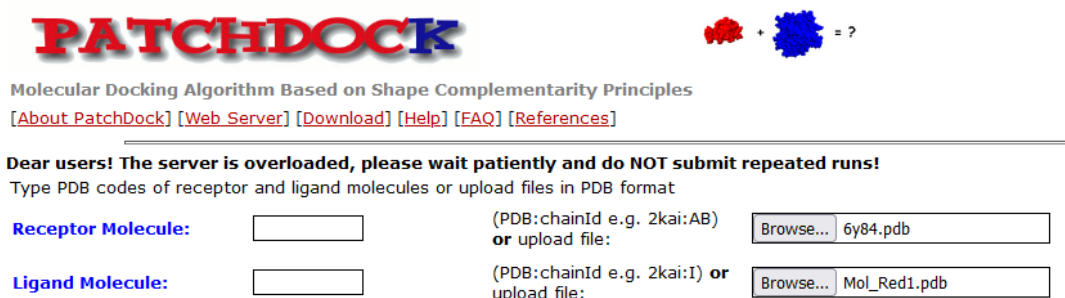 PATCHDOCK
+ = ?
Molecular Docking Algorithm Based on Shape Complementarity Principles
[About PatchDock] [Web Server] [Download] [Help] [FAQ] [References]
Dear users! The server is overloaded, please wait patiently and do NOT submit repeated runs!
Type PDB codes of receptor and ligand molecules or upload files in PDB format
Receptor Molecule: (PDB:chainId e.g. 2kai:AB) Browse... 6y84.pdb
or upload file:
Ligand Molecule: (PDB:chainId e.g. 2kai:I) or Browse... Mol_Red1.pdb
upload file: